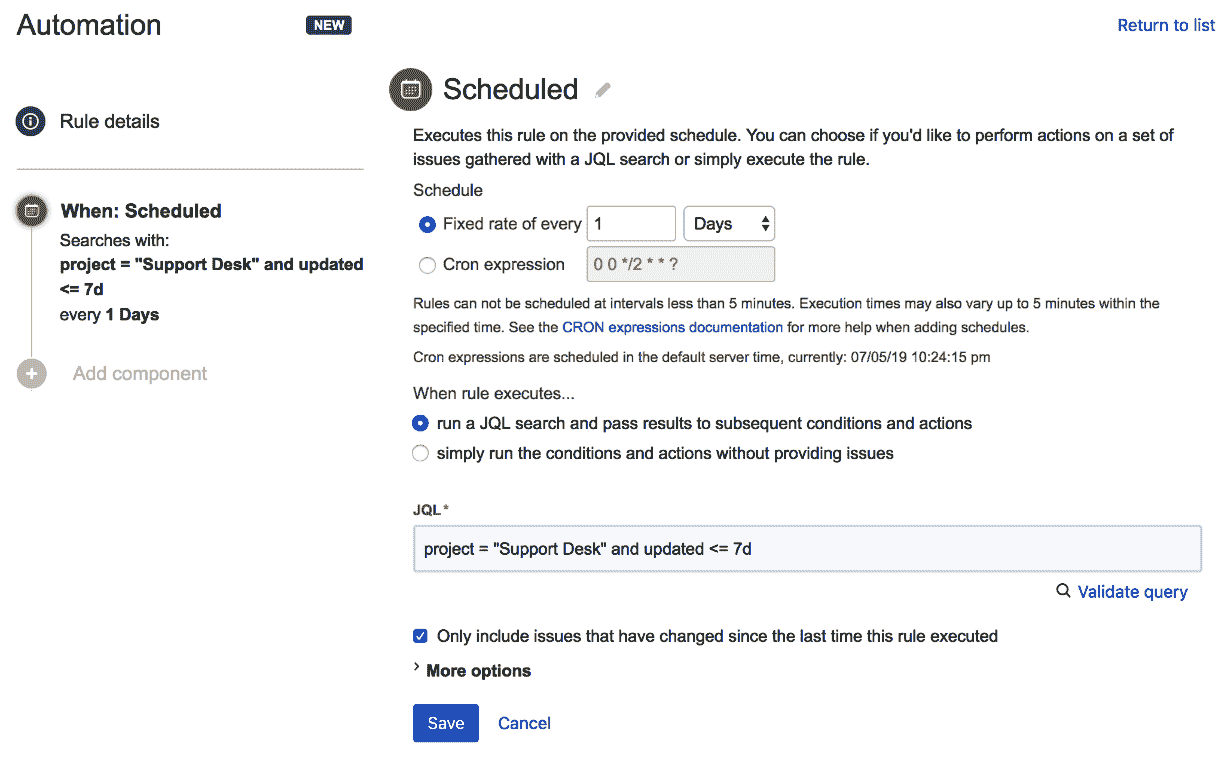 Automation
NEW
Return to list
Rule details
When: Scheduled
Searches with:
project = "Support Desk" and updated
<= 7d
every 1 Days
Add component
Scheduled
Executes this rule on the provided schedule. You can choose if you'd like to perform actions on a set of
issues gathered with a JQL search or simply execute the rule.
Schedule
Fixed rate of every 1 Days
Cron expression 0 0 */2 * * ?
Rules can not be scheduled at intervals less than 5 minutes. Execution times may also vary up to 5 minutes within the
specified time. See the CRON expressions documentation for more help when adding schedules.
Cron expressions are scheduled in the default server time, currently: 07/05/19 10:24:15 pm
When rule executes...
run a JQL search and pass results to subsequent conditions and actions
simply run the conditions and actions without providing issues
JQL*
project = "Support Desk" and updated <= 7d
Validate query
Only include issues that have changed since the last time this rule executed
More options
Save Cancel